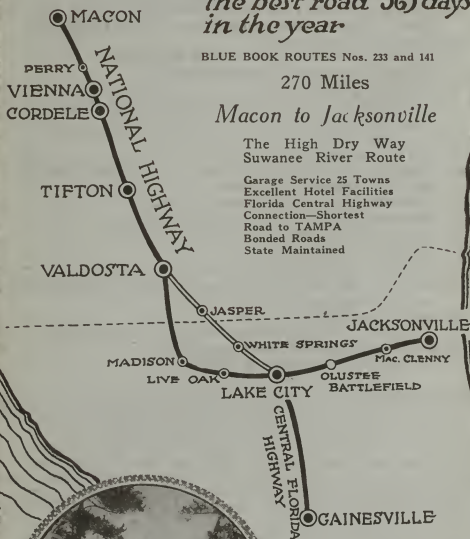 the best road 365 days
in the year
BLUE BOOK ROUTES Nos. 233 and 141
270 Miles
Macon to Jacksonville
The High Dry Way
Suwanee River Route
Garage Service 25 Towns
Excellent Hotel Facilities
Florida Central Highway
Connection—Shortest
Road to TAMPA
Bonded Roads
State Maintained
MACON
PERRY
VIENNA
CORDELE
NATIONAL HIGHWAY
TIFTON
VALDOSTA
JASPER
JACKSONVILLE
WHITE SPRINGS
MAC. CLENNY
MADISON
LIVE OAK
OLUSTEE
BATTLEFIELD
LAKE CITY
CENTRAL FLORIDA
HIGHWAY
GAINESVILLE